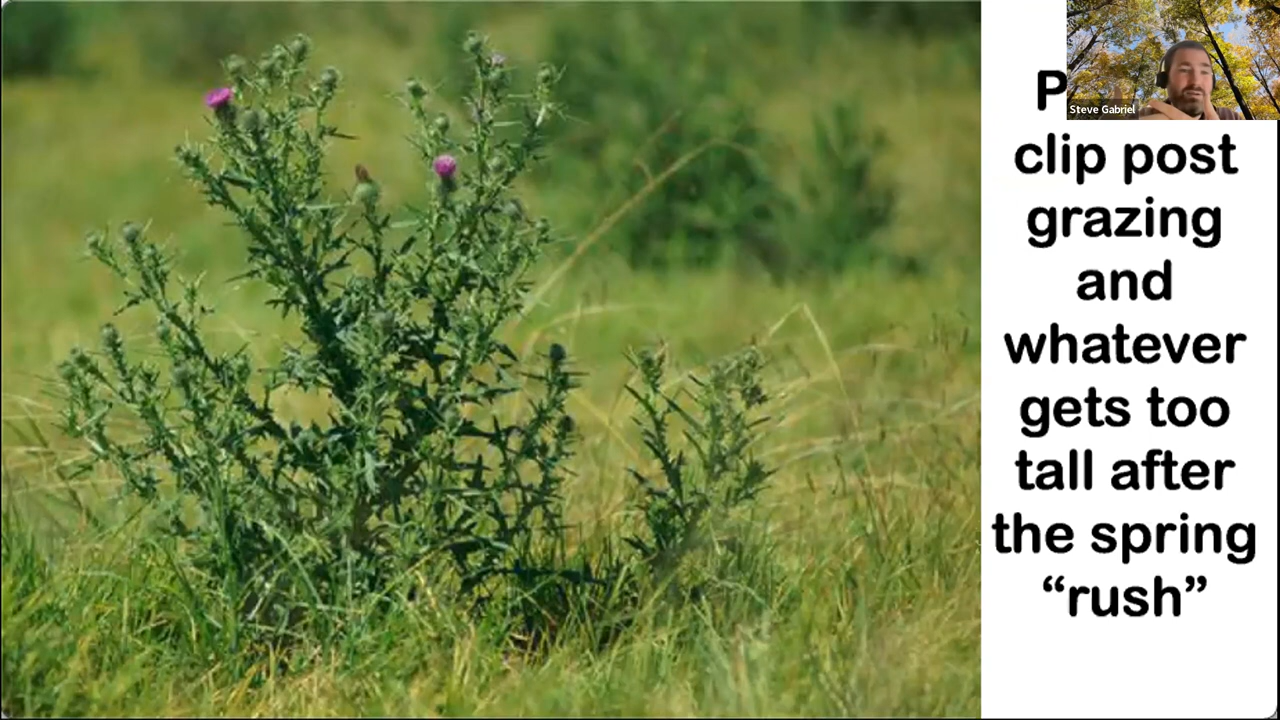 Steve Gabriel
P
clip post
grazing
and
whatever
gets too
tall after
the spring
“rush”